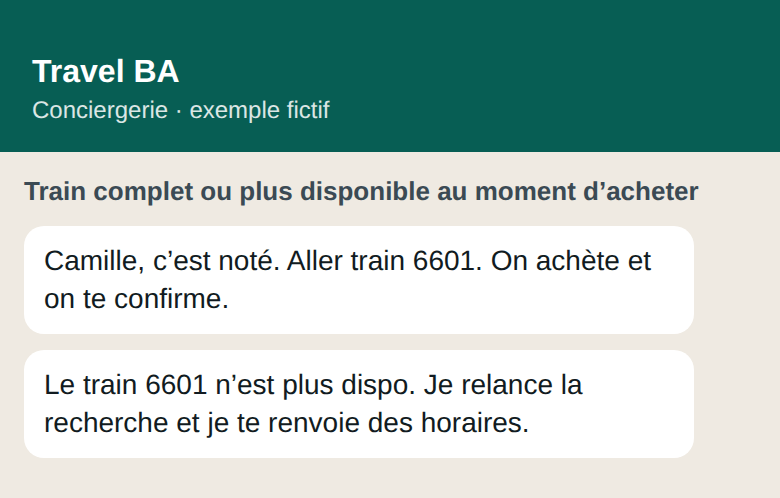 Travel BA
Conciergerie · exemple fictif
Train complet ou plus disponible au moment d’acheter
Camille, c’est noté. Aller train 6601. On achète et
on te confirme.
Le train 6601 n’est plus dispo. Je relance la
recherche et je te renvoie des horaires.